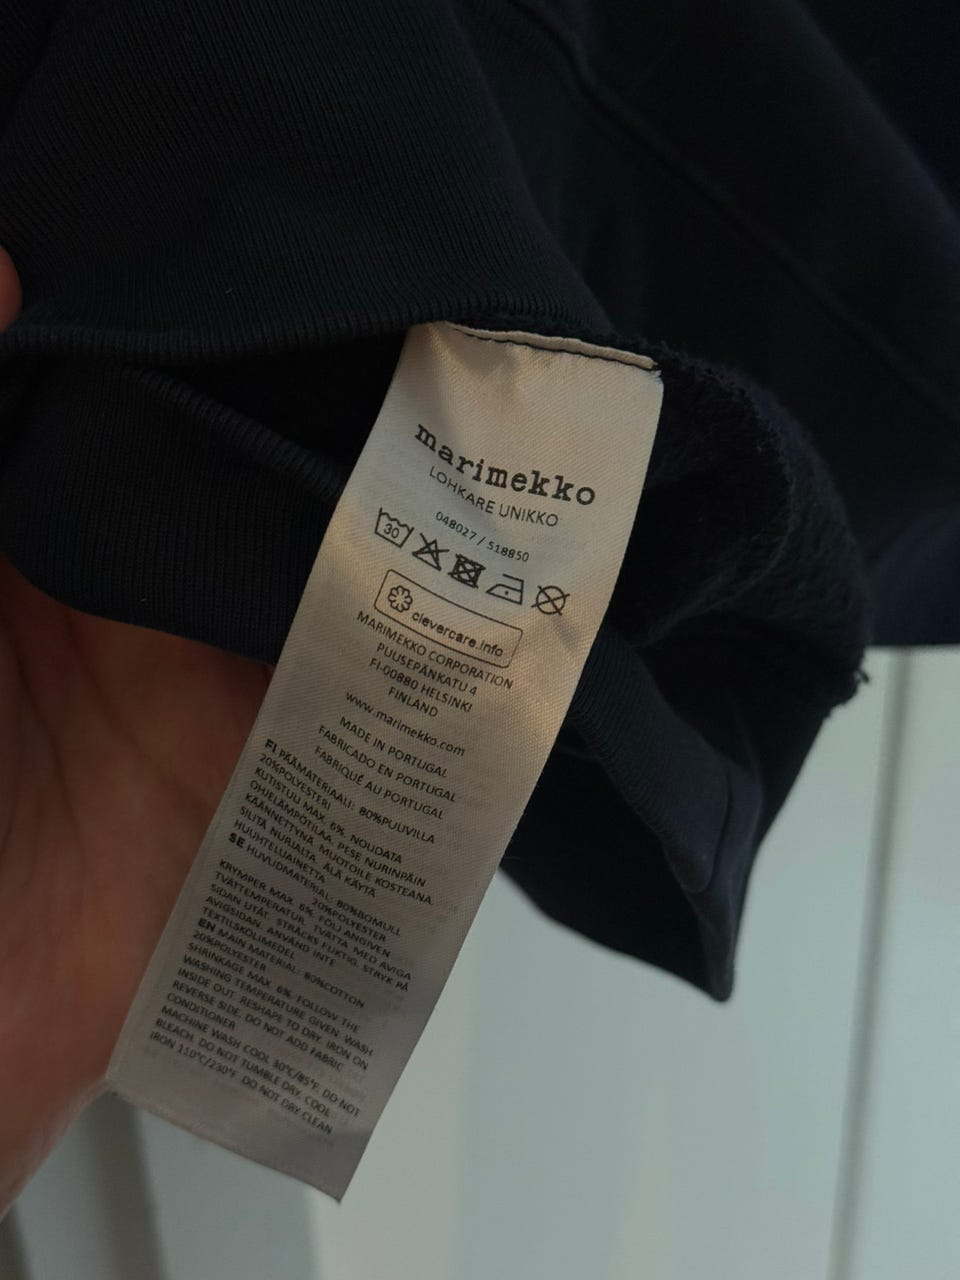 marimekko
LOHKARE UNIKKO
048027 / 518850
30
clevercare.info
MARIMEKKO CORPORATION
PUUSEPÄNKATU 4
FI-00880 HELSINKI
FINLAND
www.marimekko.com
MADE IN PORTUGAL
FABRICADO EN PORTUGAL
FABRIQUÉ AU PORTUGAL
FI PÄÄMATERIAALI: 80%PUUVILLA
20%POLYESTERI
KUTISTUU MAX. 6%. NOUDATA
OHJELÄMPÖTILAA. PESE NURINPÄIN
KÄÄNNETTYNÄ. MUOTOILE KOSTEANA.
SILITÄ NURJALTA. ÄLÄ KÄYTÄ
HUUHTELUAINETTA
SE HUVUDMATERIAL: 80%BOMULL
20%POLYESTER
KRYMPER MAX. 6%. FÖLJ ANGIVEN
TVÄTTEMPERATUR. TVÄTTA MED AVIGA
SIDAN UTÅT. STRÄCKS FUKTIG. STRYK PÅ
AVIGSIDAN. ANVÄND INTE
TEXTILSKÖLJMEDEL
EN MAIN MATERIAL: 80%COTTON
20%POLYESTER
SHRINKAGE MAX. 6%. FOLLOW THE
WASHING TEMPERATURE GIVEN. WASH
INSIDE OUT. RESHAPE TO DRY. IRON ON
REVERSE SIDE. DO NOT ADD FABRIC
CONDITIONER
MACHINE WASH COOL 30°C/85°F. DO NOT
BLEACH. DO NOT TUMBLE DRY. COOL
IRON 110°C/230°F. DO NOT DRY CLEAN